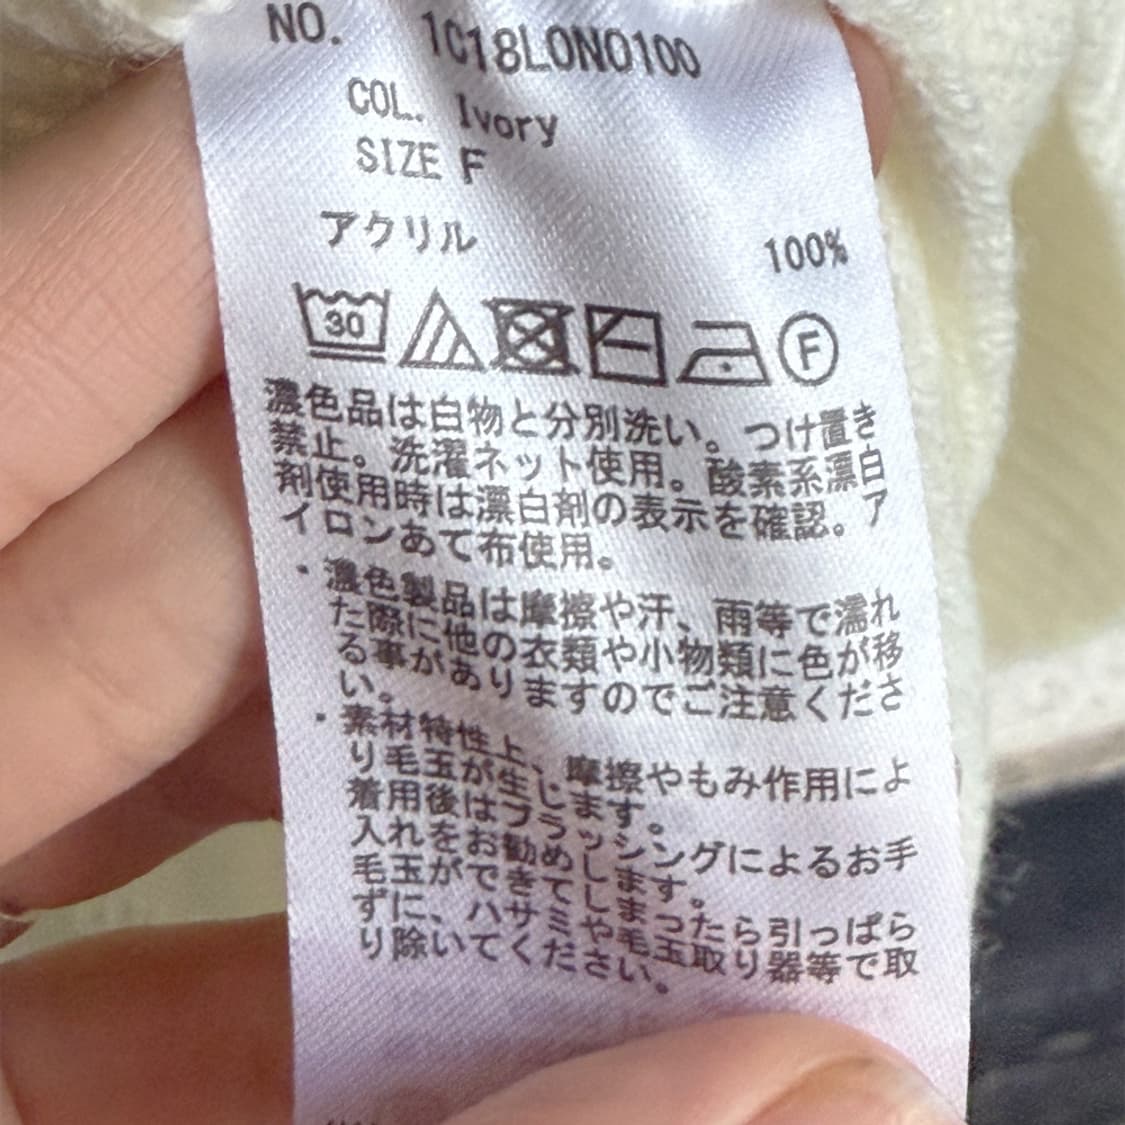 NO. 1C18L0N0100
COL. Ivory
SIZE F
アクリル 100%
30 F
濃色品は白物と分別洗い。つけ置き
禁止。洗濯ネット使用。酸素系漂白
剤使用時は漂白剤の表示を確認。ア
イロンあて布使用。
・濃色製品は摩擦や汗、雨等で濡れ
た際に他の衣類や小物類に色が移
る事がありますのでご注意くださ
い。
・素材特性上、摩擦やもみ作用によ
り毛玉が生じます。
着用後はブラッシングによるお手
入れをお勧めします。
毛玉ができてしまったら引っぱら
ずに、ハサミや毛玉取り器等で取
り除いてください。